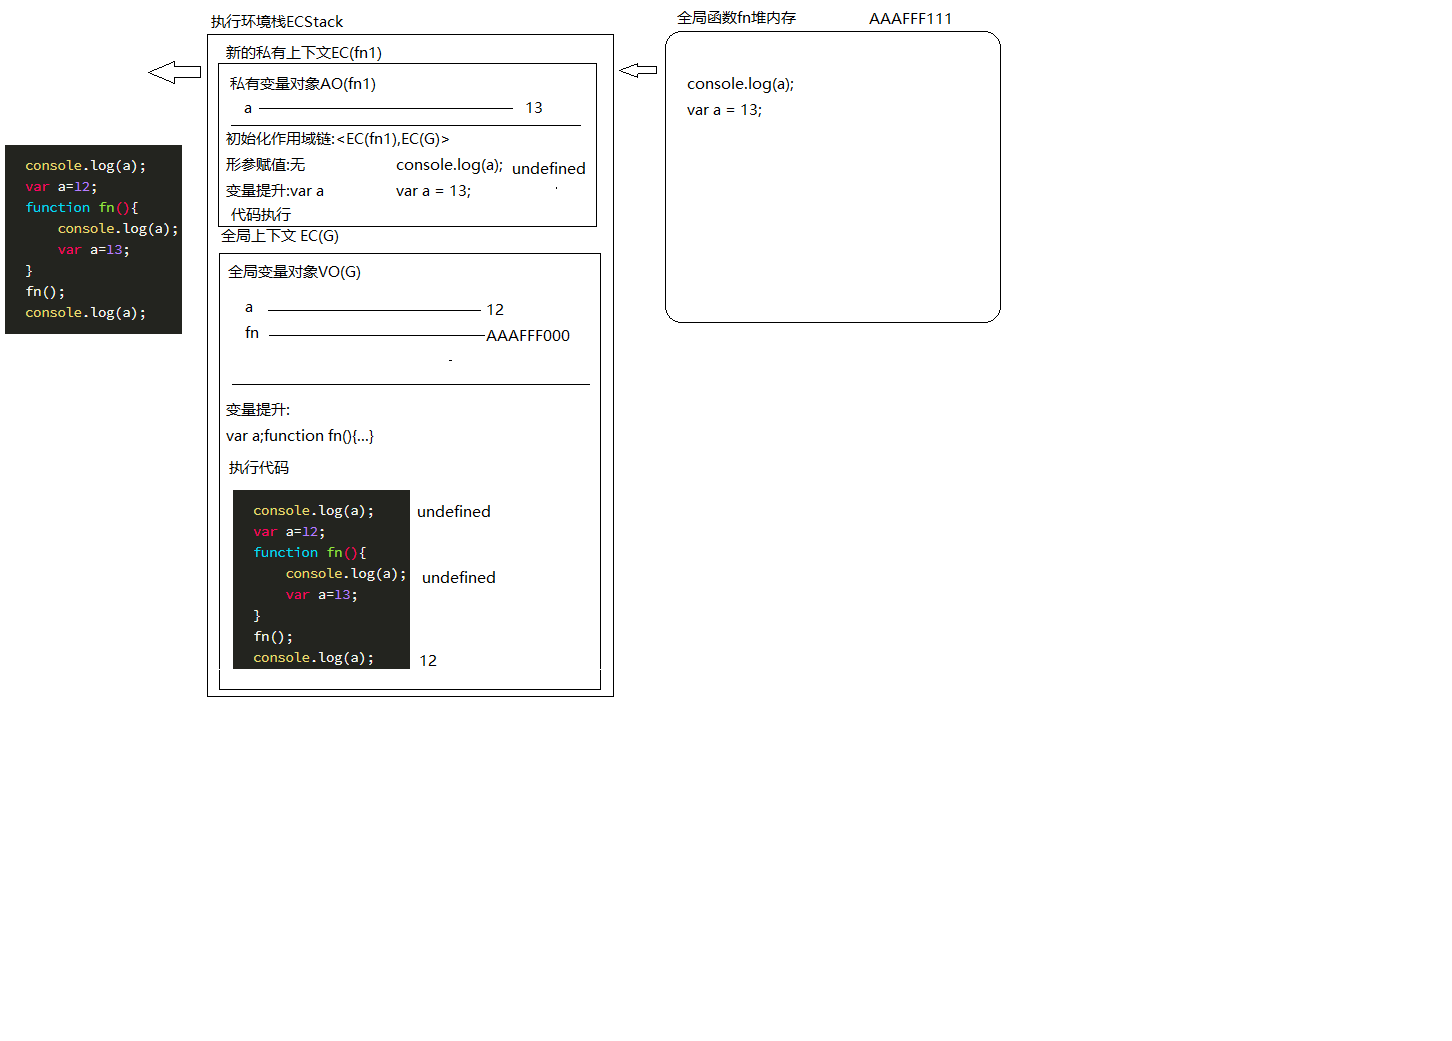 执行环境栈ECStack
新的私有上下文EC(fn1)
私有变量对象AO(fn1)
a 13
初始化作用域链:<EC(fn1),EC(G)>
形参赋值:无 console.log(a); undefined
变量提升:var a var a = 13;
代码执行
全局上下文 EC(G)
全局变量对象VO(G)
a 12
fn AAAFFF000
变量提升:
var a;function fn(){...}
执行代码
console.log(a); undefined
var a=12;
function fn(){
console.log(a); undefined
var a=13;
}
fn();
console.log(a); 12
console.log(a);
var a=12;
function fn(){
console.log(a);
var a=13;
}
fn();
console.log(a);
全局函数fn堆内存 AAAFFF111
console.log(a);
var a = 13;